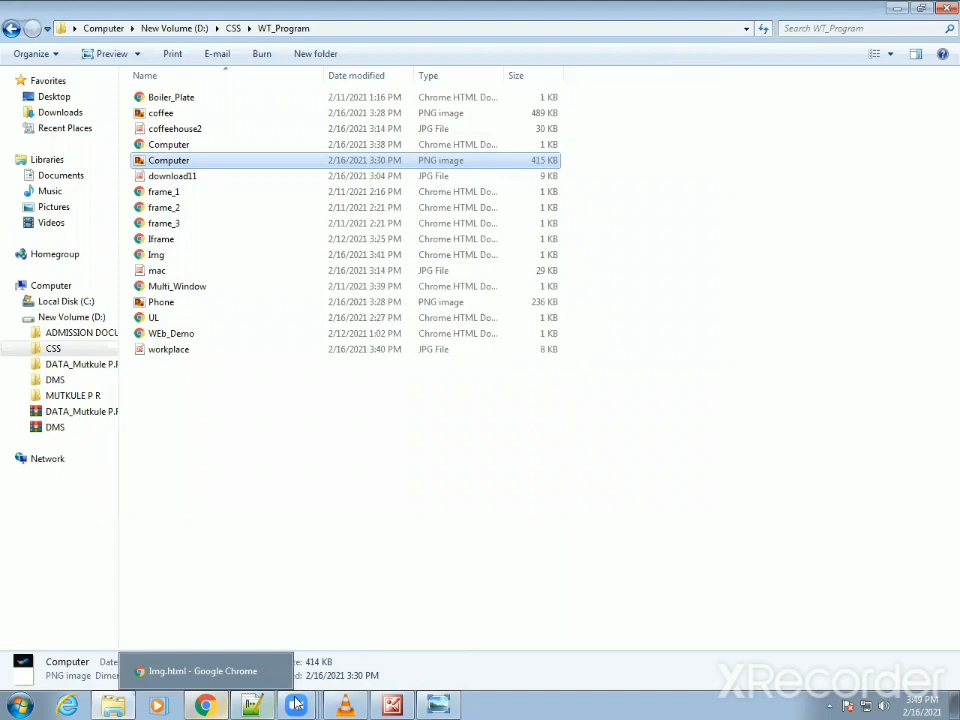 Computer New Volume (D:) CSS WT_Program Search WT_Program
Organize Preview Print E-mail Burn New folder
Name Date modified Type Size
Favorites
Desktop
Downloads
Recent Places
Libraries
Documents
Music
Pictures
Videos
Homegroup
Computer
Local Disk (C:)
New Volume (D:)
ADMISSION DOCU
CSS
DATA_Mutkule P.R
DMS
MUTKULE P R
DATA_Mutkule P.R
DMS
Network
Boiler_Plate 2/11/2021 1:16 PM Chrome HTML Do... 1 KB
coffee 2/16/2021 3:28 PM PNG image 489 KB
coffeehouse2 2/16/2021 3:14 PM JPG File 30 KB
Computer 2/16/2021 3:38 PM Chrome HTML Do... 1 KB
Computer 2/16/2021 3:30 PM PNG image 415 KB
download11 2/16/2021 3:04 PM JPG File 9 KB
frame_1 2/11/2021 2:16 PM Chrome HTML Do... 1 KB
frame_2 2/11/2021 2:21 PM Chrome HTML Do... 1 KB
frame_3 2/11/2021 2:21 PM Chrome HTML Do... 1 KB
Iframe 2/12/2021 3:25 PM Chrome HTML Do... 1 KB
Img 2/16/2021 3:41 PM Chrome HTML Do... 1 KB
mac 2/16/2021 3:14 PM JPG File 29 KB
Multi_Window 2/11/2021 3:39 PM Chrome HTML Do... 1 KB
Phone 2/16/2021 3:28 PM PNG image 236 KB
UL 2/16/2021 2:27 PM Chrome HTML Do... 1 KB
WEb_Demo 2/12/2021 1:02 PM Chrome HTML Do... 1 KB
workplace 2/16/2021 3:40 PM JPG File 8 KB
Computer Date
PNG image Dimer
Img.html - Google Chrome
ze: 414 KB
ed: 2/16/2021 3:30 PM
XRecorder
3:49 PM
2/16/2021